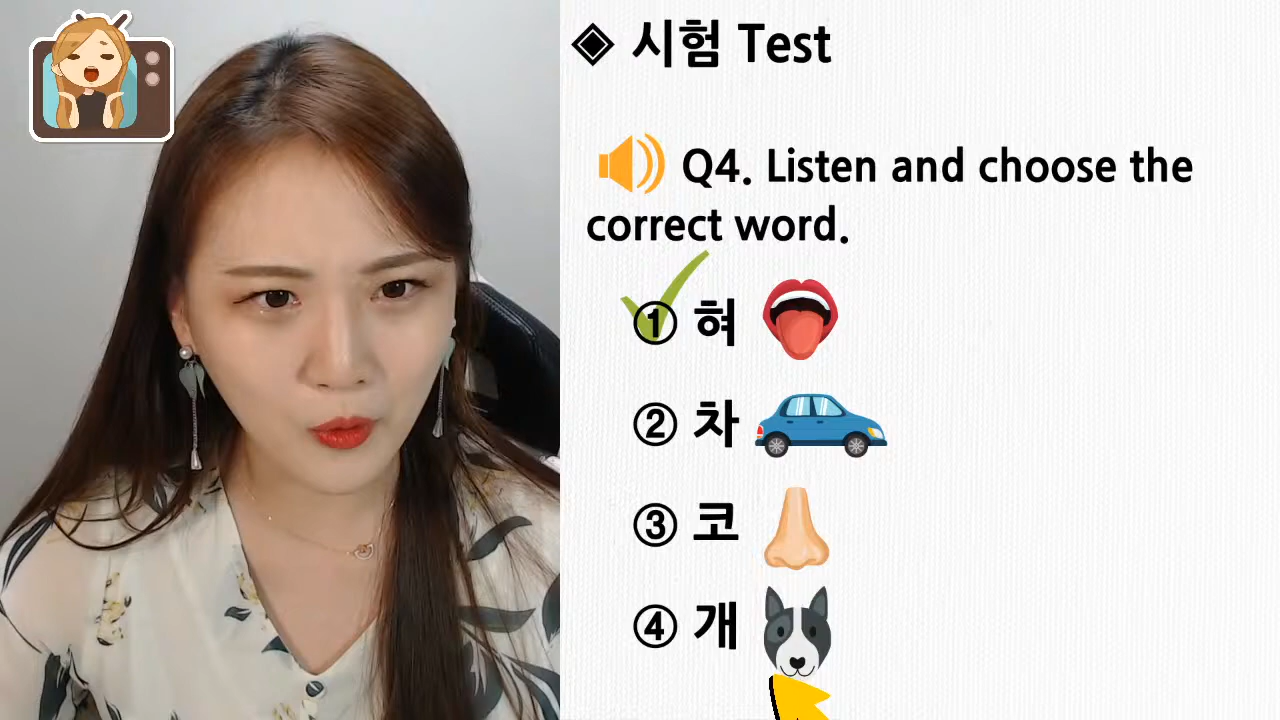 ◈ 시험 Test
Q4. Listen and choose the
correct word.
① 혀
② 차
③ 코
④ 개